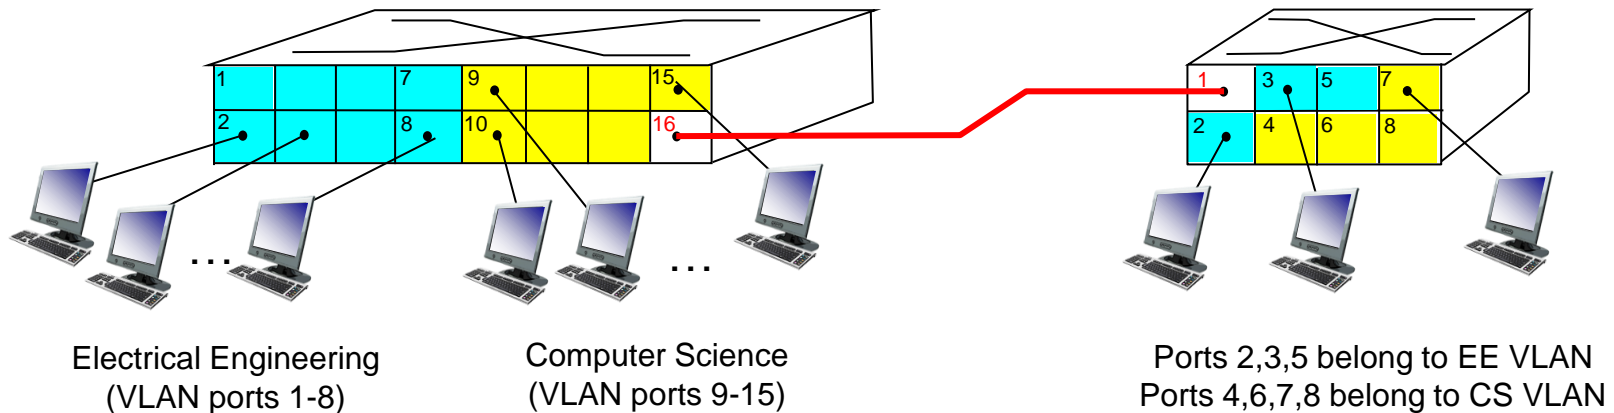 1 7 9 15
2 8 10 16
1 3 5 7
2 4 6 8
... ...
Electrical Engineering
(VLAN ports 1-8)
Computer Science
(VLAN ports 9-15)
Ports 2,3,5 belong to EE VLAN
Ports 4,6,7,8 belong to CS VLAN